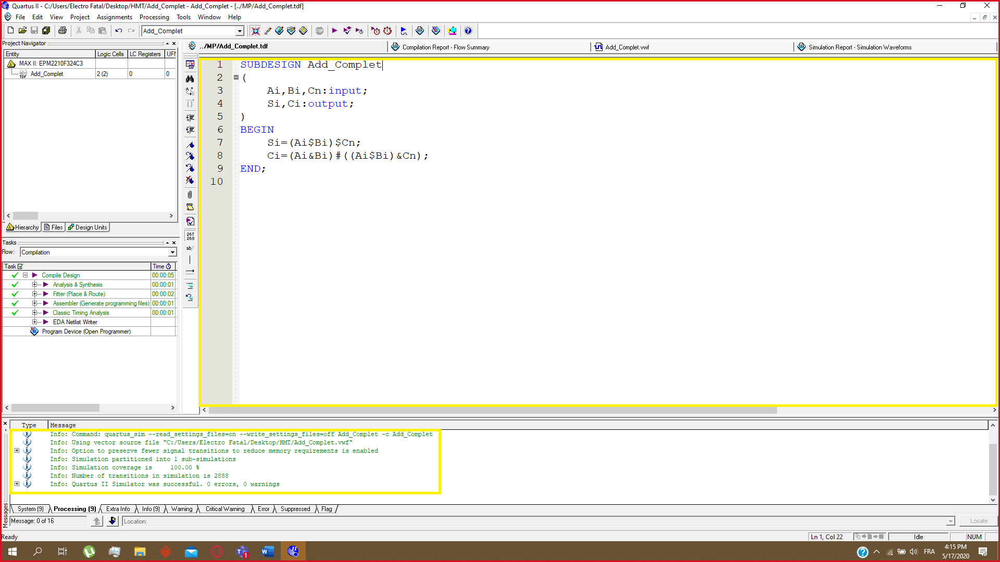 Quartus II - C:/Users/Electro Fatal/Desktop/HMT/Add_Complet - Add_Complet - [../MP/Add_Complet.tdf]
File Edit View Project Assignments Processing Tools Window Help
Add_Complet
Project Navigator
Entity Logic Cells LC Registers UFM
MAX II: EPM2210F324C3
Add_Complet 2 (2) 0 0
Hierarchy Files Design Units
Tasks
Flow: Compilation
Task Time
Compile Design 00:00:05
Analysis & Synthesis 00:00:01
Fitter (Place & Route) 00:00:02
Assembler (Generate programming files) 00:00:01
Classic Timing Analysis 00:00:01
EDA Netlist Writer
Program Device (Open Programmer)
../MP/Add_Complet.tdf Compilation Report - Flow Summary Add_Complet.vwf Simulation Report - Simulation Waveforms
267
268
ab/
1 SUBDESIGN Add_Complet
2 (
3 Ai,Bi,Cn:input;
4 Si,Ci:output;
5 )
6 BEGIN
7 Si=(Ai$Bi)$Cn;
8 Ci=(Ai&Bi)#((Ai$Bi)&Cn);
9 END;
10
Type Message
Info: Command: quartus_sim --read_settings_files=on --write_settings_files=off Add_Complet -c Add_Complet
Info: Using vector source file "C:/Users/Electro Fatal/Desktop/HMT/Add_Complet.vwf"
Info: Option to preserve fewer signal transitions to reduce memory requirements is enabled
Info: Simulation partitioned into 1 sub-simulations
Info: Simulation coverage is 100.00 %
Info: Number of transitions in simulation is 2888
Info: Quartus II Simulator was successful. 0 errors, 0 warnings
System (9) Processing (9) Extra Info Info (9) Warning Critical Warning Error Suppressed Flag
Messages
Message: 0 of 16 Location: Locate
Ready Ln 1, Col 22 Idle NUM
FRA 4:15 PM
5/17/2020